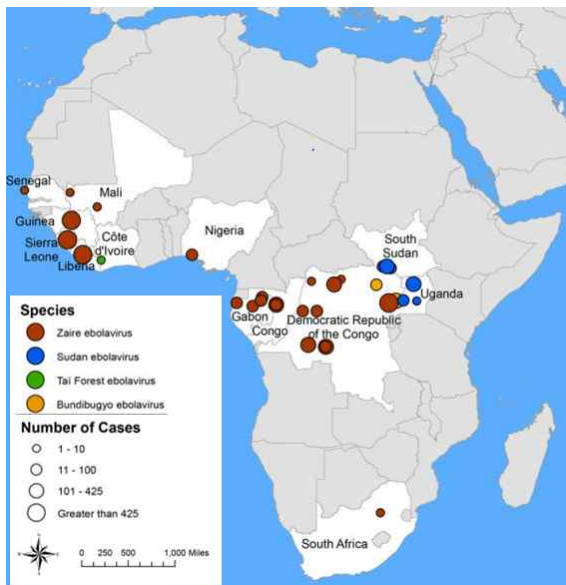 Senegal
Mali
Guinea
Sierra
Leone
Liberia
Côte
d'Ivoire
Nigeria
South
Sudan
Uganda
Gabon
Congo
Democratic Republic
of the Congo
South Africa
Species
Zaire ebolavirus
Sudan ebolavirus
Taï Forest ebolavirus
Bundibugyo ebolavirus
Number of Cases
1 - 10
11 - 100
101 - 425
Greater than 425
0 250 500 1,000 Miles